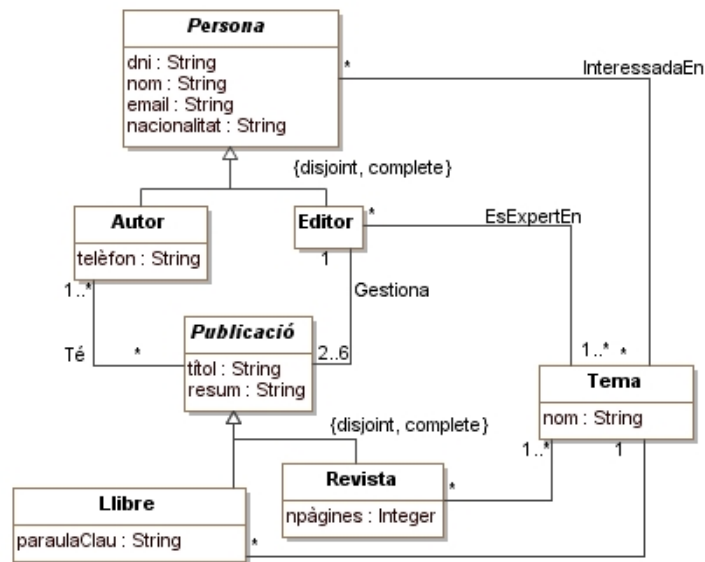 Persona
dni : String
nom : String
email : String
nacionalitat : String
*
InteressadaEn
{disjoint, complete}
Autor
telèfon : String
Editor
*
EsExpertEn
1
1..*
Gestiona
Publicació
títol : String
resum : String
Té
*
2..6
1..*
*
Tema
nom : String
{disjoint, complete}
1..*
1
Revista
npàgines : Integer
*
Llibre
paraulaClau : String
*